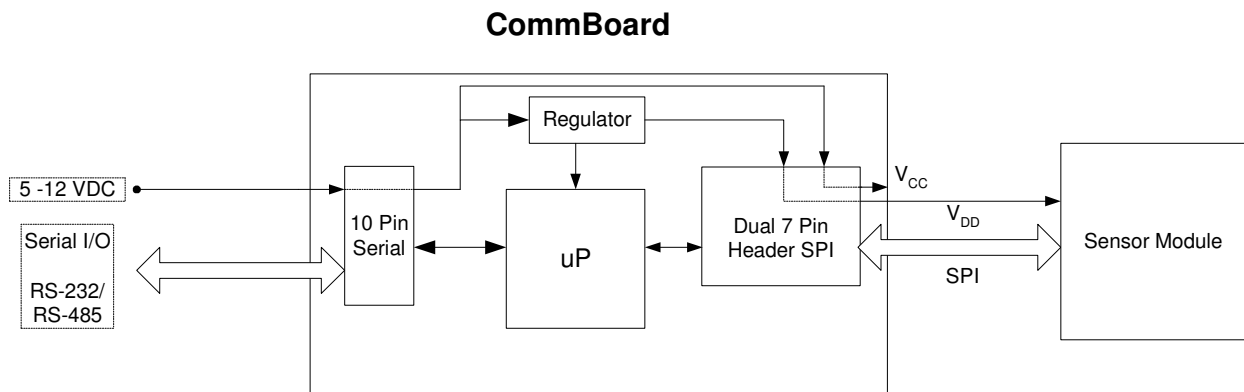 CommBoard
Regulator
5 -12 VDC
Serial I/O
RS-232/
RS-485
10 Pin
Serial
uP
Dual 7 Pin
Header SPI
VCC
VDD
SPI
Sensor Module